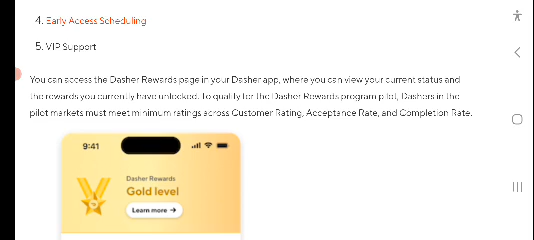 4. Early Access Scheduling
5. VIP Support
You can access the Dasher Rewards page in your Dasher app, where you can view your current status and
the rewards you currently have unlocked. To qualify for the Dasher Rewards program pilot, Dashers in the
pilot markets must meet minimum ratings across Customer Rating, Acceptance Rate, and Completion Rate.
9:41
Dasher Rewards
Gold level
Learn more →